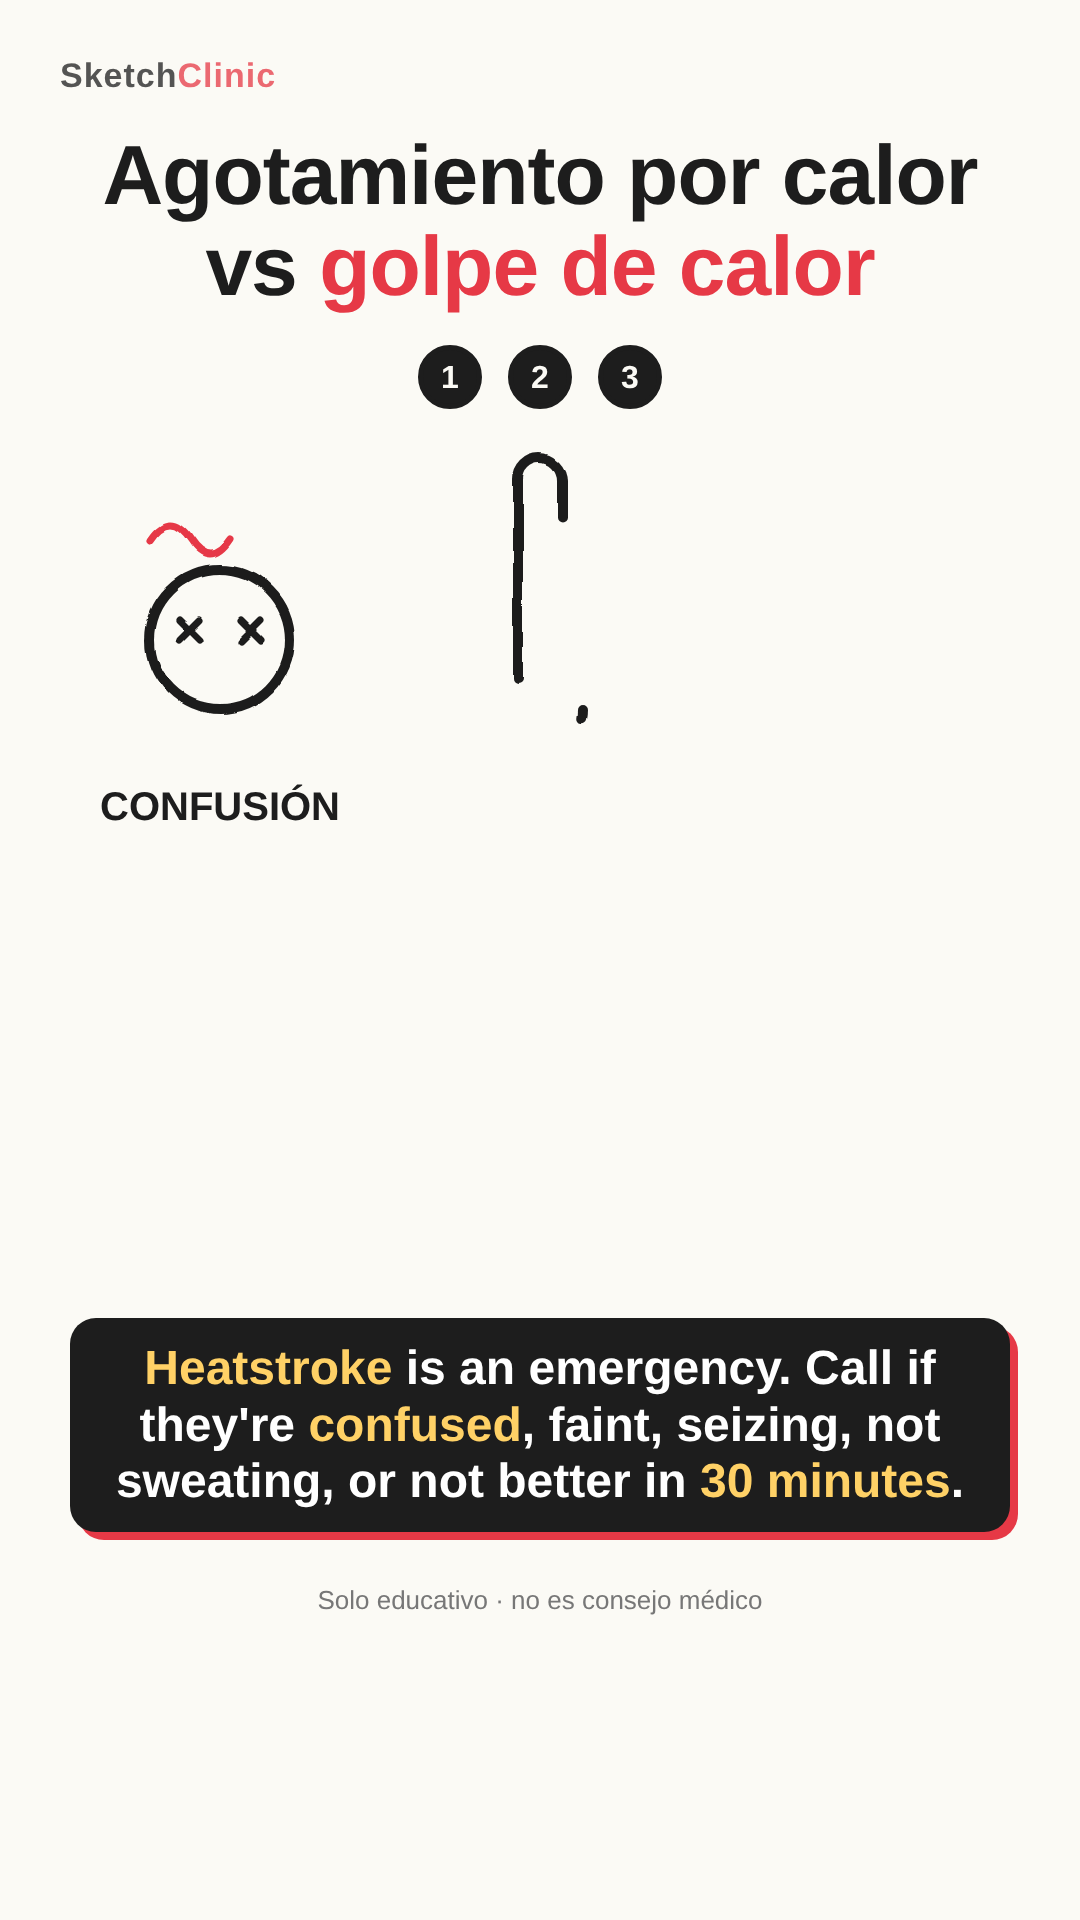 SketchClinic
Agotamiento por calor
vs golpe de calor
1 2 3
CONFUSIÓN
Heatstroke is an emergency. Call if
they're confused, faint, seizing, not
sweating, or not better in 30 minutes.
Solo educativo · no es consejo médico